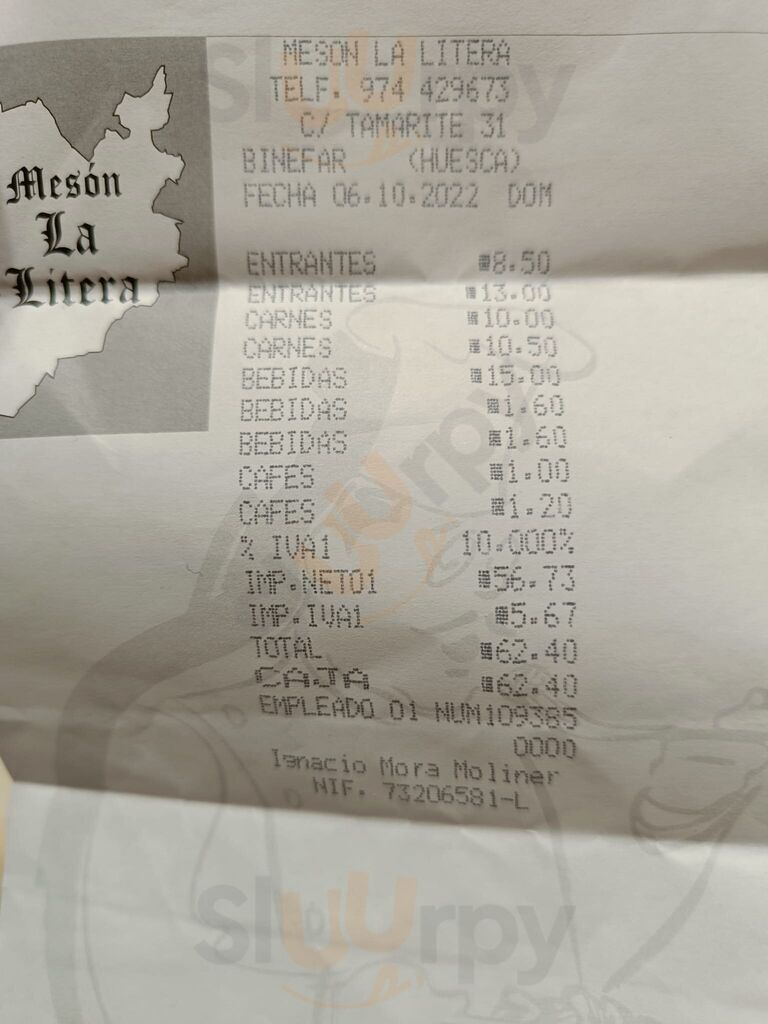 Mesón
La
Litera
MESON LA LITERA
TELF. 974 429673
C/ TAMARITE 31
BINEFAR (HUESCA)
FECHA 06.10.2022 DOM
ENTRANTES 8.50
ENTRANTES 13.00
CARNES 10.00
CARNES 10.50
BEBIDAS 15.00
BEBIDAS 1.60
BEBIDAS 1.60
CAFES 1.00
CAFES 1.20
% IVA1 10.000%
IMP.NETO1 56.73
IMP.IVA1 5.67
TOTAL 62.40
CAJA 62.40
EMPLEADO 01 NUM109385
0000
Ignacio Mora Moliner
NIF. 73206581-L
Sluurpy
Sluurpy
Sluurpy